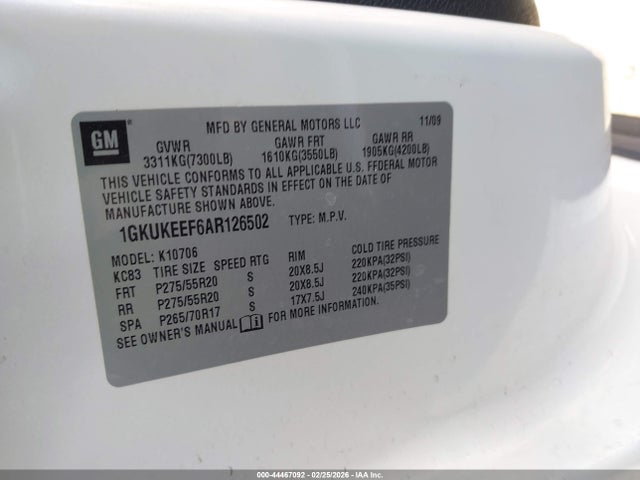 MFD BY GENERAL MOTORS LLC 11/09
GM
GVWR GAWR FRT GAWR RR
3311KG(7300LB) 1610KG(3550LB) 1905KG(4200LB)
THIS VEHICLE CONFORMS TO ALL APPLICABLE U.S. FFDERAL MOTOR
VEHICLE SAFETY STANDARDS IN EFFECT ON THE DATE OF
MANUFACTURE SHOWN ABOVE.
1GKUKEEF6AR126502 TYPE: M.P.V.
MODEL: K10706
KC83 TIRE SIZE SPEED RTG RIM COLD TIRE PRESSURE
FRT P275/55R20 S 20X8.5J 220KPA(32PSI)
RR P275/55R20 S 20X8.5J 220KPA(32PSI)
SPA P265/70R17 S 17X7.5J 240KPA(35PSI)
SEE OWNER'S MANUAL i FOR MORE INFORMATION.
000-44467092 | 02/25/2026 | IAAI.COM